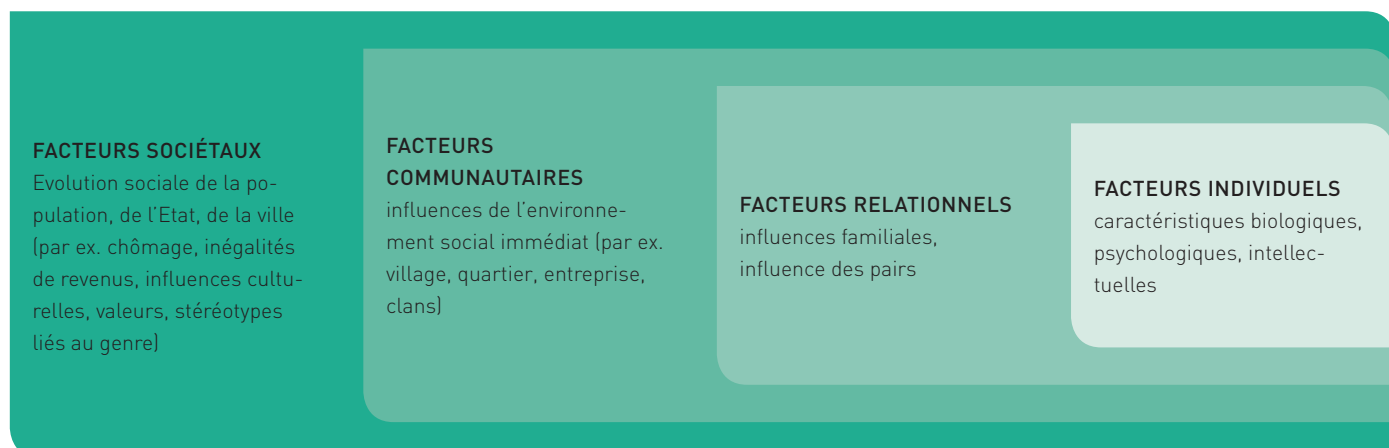 FACTEURS SOCIÉTAUX
Evolution sociale de la po-
pulation, de l'Etat, de la ville
(par ex. chômage, inégalités
de revenus, influences cultu-
relles, valeurs, stéréotypes
liés au genre)
FACTEURS
COMMUNAUTAIRES
influences de l'environne-
ment social immédiat (par ex.
village, quartier, entreprise,
clans)
FACTEURS RELATIONNELS
influences familiales,
influence des pairs
FACTEURS INDIVIDUELS
caractéristiques biologiques,
psychologiques, intellec-
tuelles